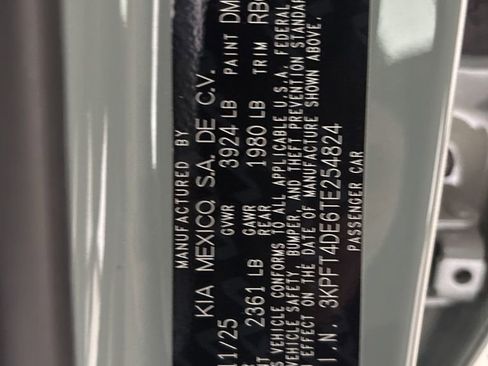 MANUFACTURED BY
KIA MEXICO, S.A. DE C.V.
11/25 GVWR 3924 LB PAINT DM
2361 LB GAWR REAR 1980 LB TRIM
VEHICLE CONFORMS TO ALL APPLICABLE U.S.A. FEDERAL
VEHICLE SAFETY, BUMPER, AND THEFT PREVENTION STANDAR
EFFECT ON THE DATE OF MANUFACTURE SHOWN ABOVE.
I.N. 3KPFT4DE6TE254824
PASSENGER CAR